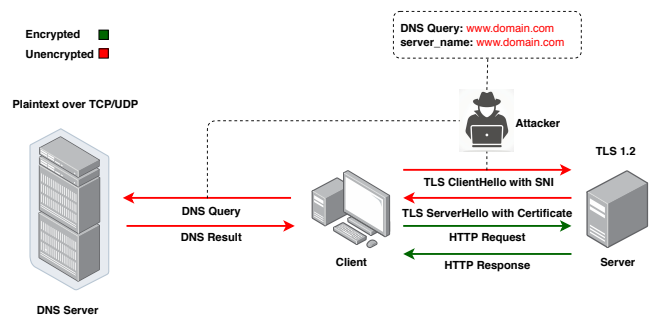 Encrypted
Unencrypted
DNS Query: www.domain.com
server_name: www.domain.com
Plaintext over TCP/UDP
Attacker
TLS 1.2
TLS ClientHello with SNI
DNS Query
TLS ServerHello with Certificate
DNS Result
HTTP Request
Client
HTTP Response
Server
DNS Server